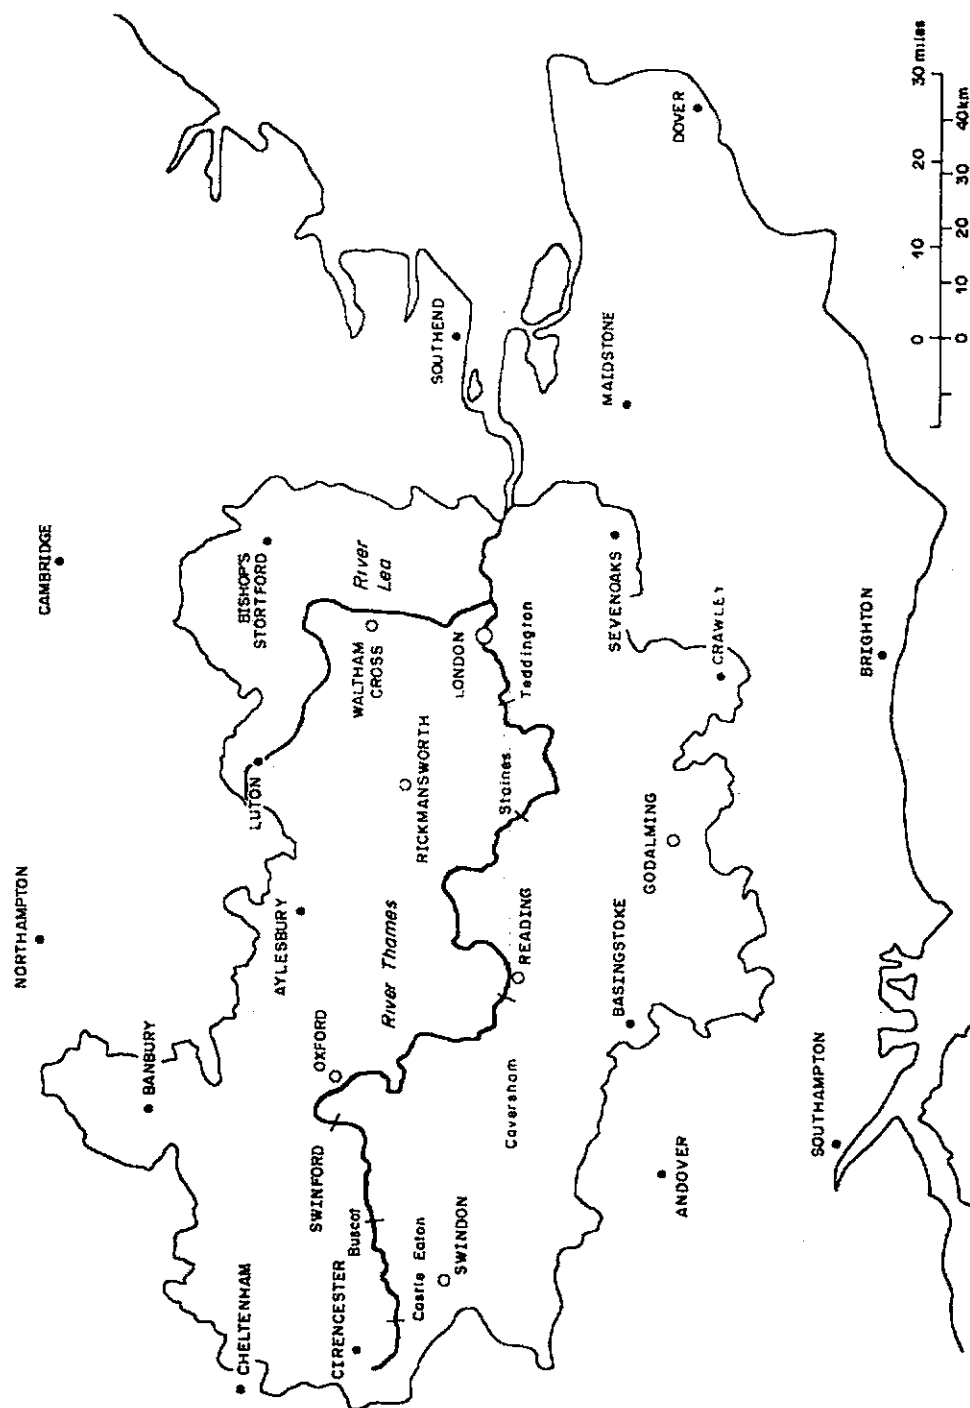 NORTHAMPTON
CAMBRIDGE
BANBURY
CHELTENHAM
AYLESBURY
LUTON
BISHOP'S
STORTFORD
OXFORD
SWINFORD
Buscot
CIRENCESTER
Castle Eaton
SWINDON
River Thames
RICKMANSWORTH
WALTHAM
CROSS
River
Lea
LONDON
Teddington
Staines
READING
Caversham
SOUTHEND
MAIDSTONE
SEVENOAKS
CRAWLEY
GODALMING
BASINGSTOKE
ANDOVER
SOUTHAMPTON
BRIGHTON
DOVER
0 10 20 30 miles
0 10 20 30 40km